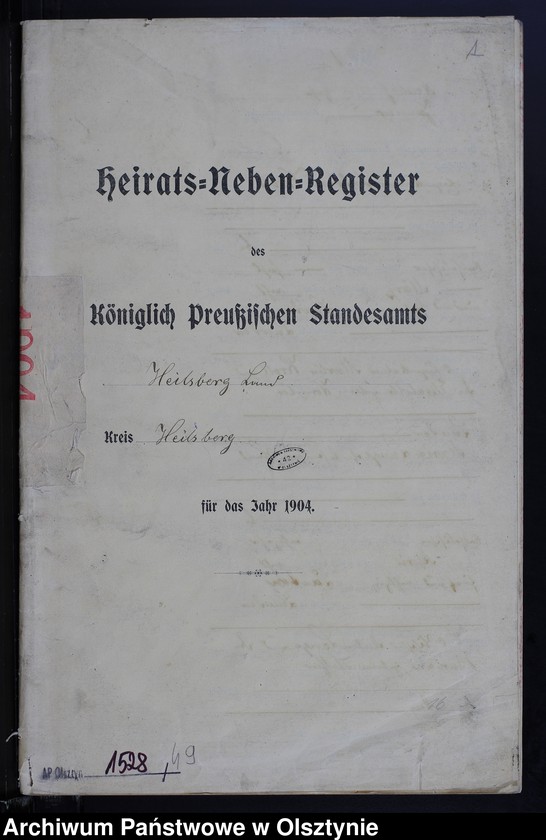 1
Heirats-Neben-Register
des
Königlich Preußischen Standesamts
Heilsberg Land
Kreis Heilsberg
für das Jahr 1904.
1904
AP Olsztyn 1528/49
Archiwum Państwowe w Olsztynie